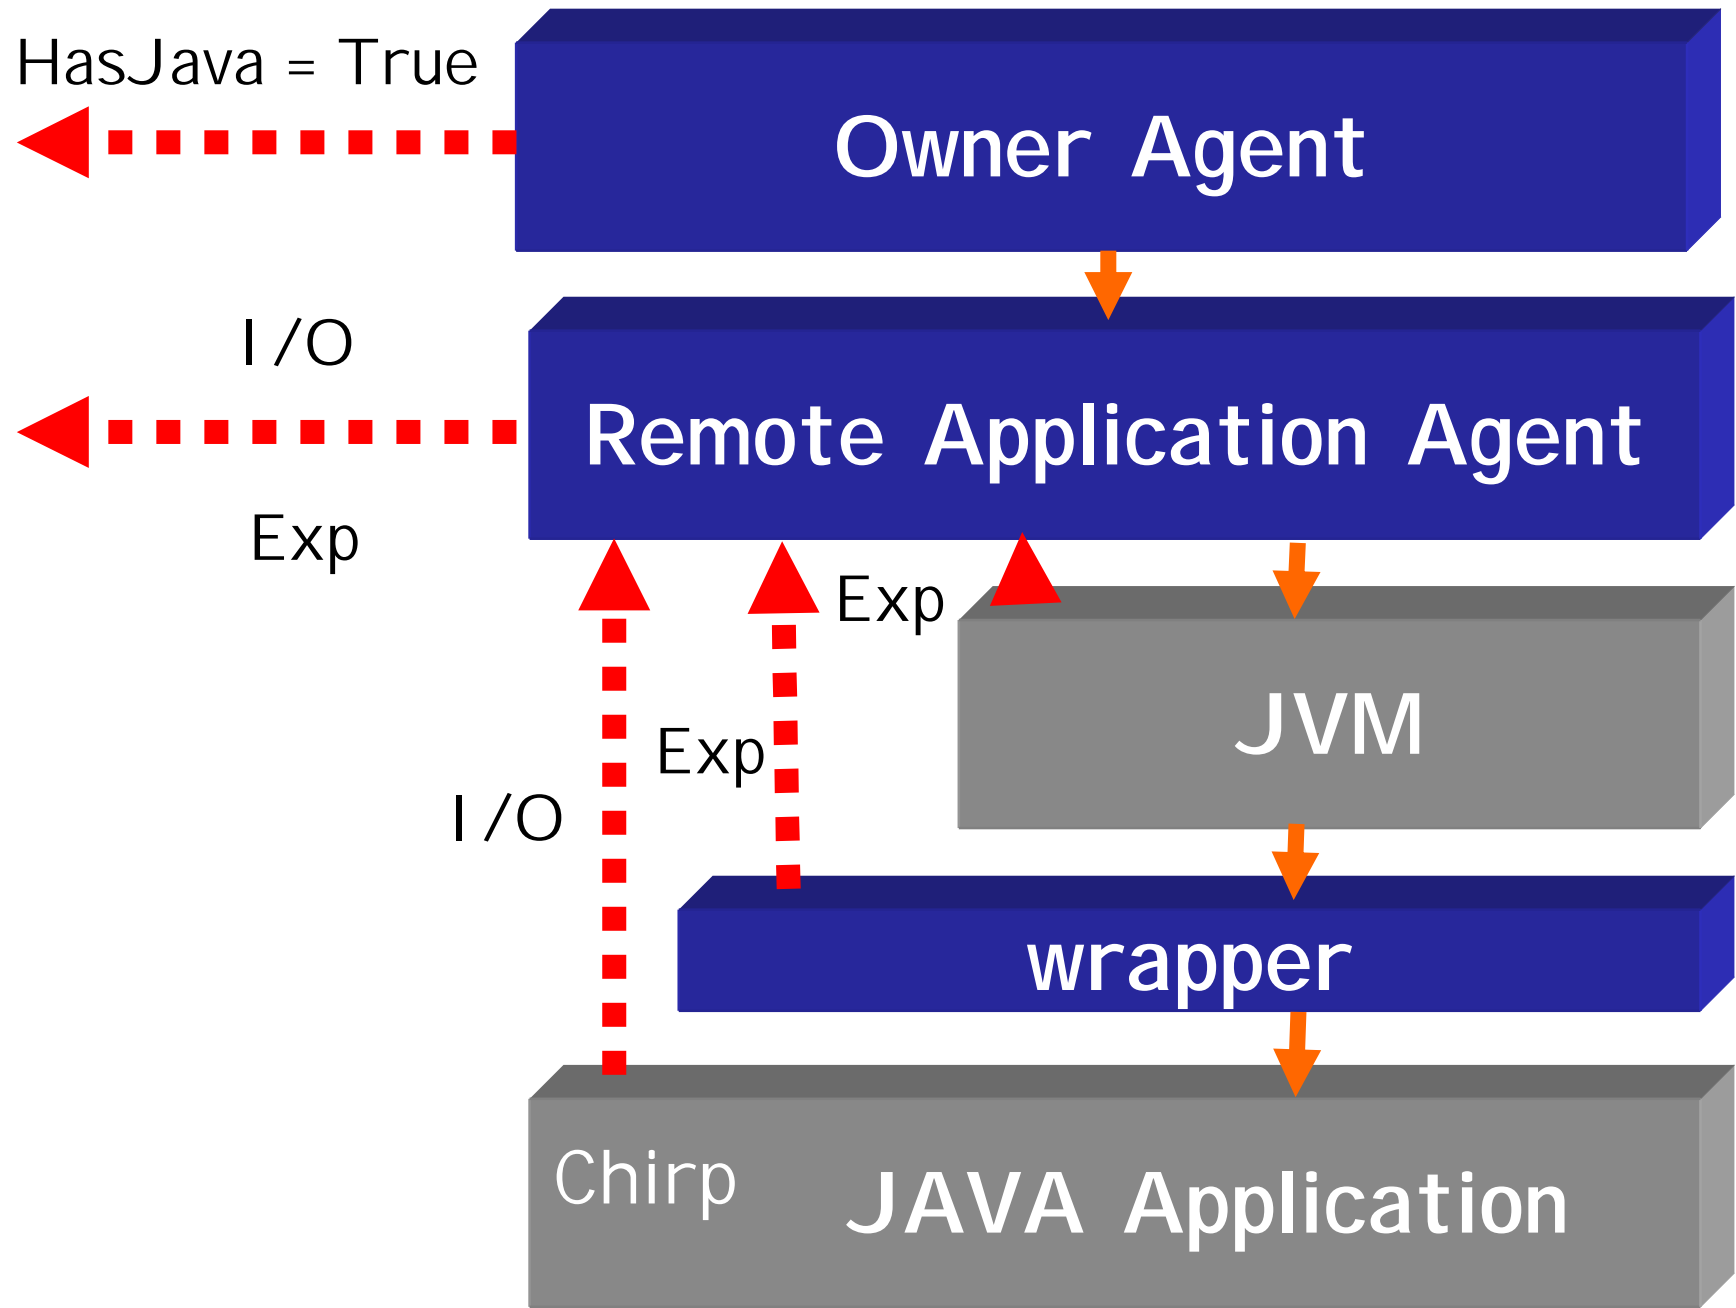 HasJava = True
Owner Agent
I/O
Remote Application Agent
Exp
Exp
JVM
Exp
I/O
wrapper
Chirp
JAVA Application